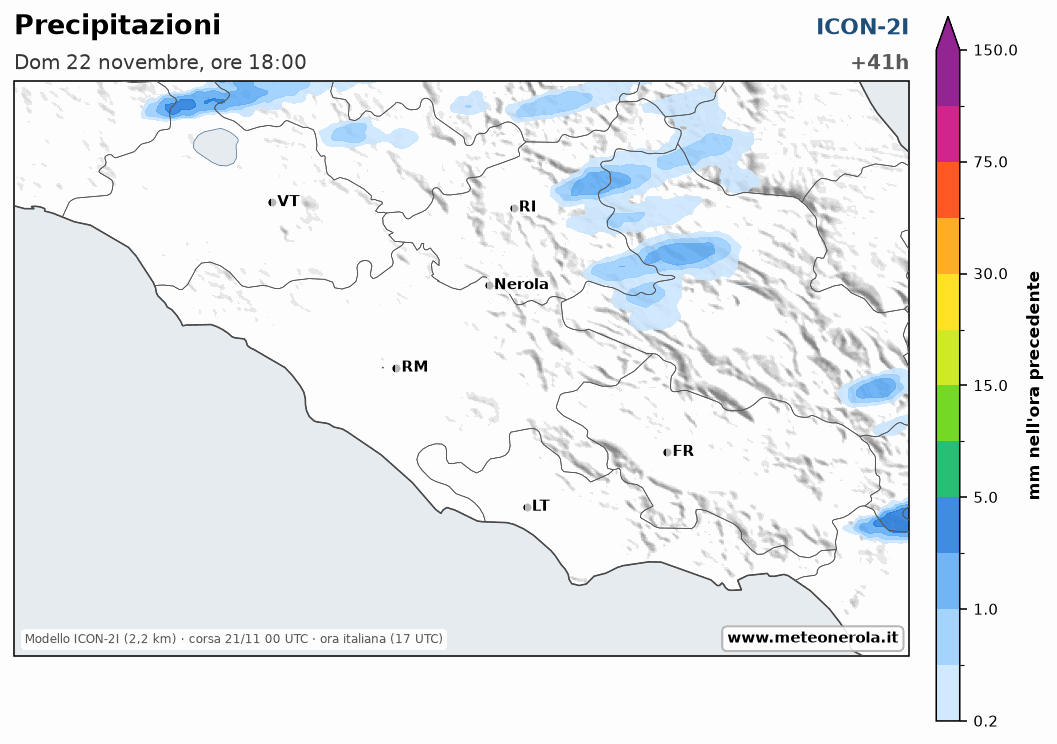 Precipitazioni
ICON-2I
Dom 22 novembre, ore 18:00
+41h
150.0
75.0
30.0
15.0
5.0
1.0
0.2
mm nell'ora precedente
VT
RI
Nerola
RM
FR
LT
Modello ICON-2I (2,2 km) · corsa 21/11 00 UTC · ora italiana (17 UTC)
www.meteonerola.it